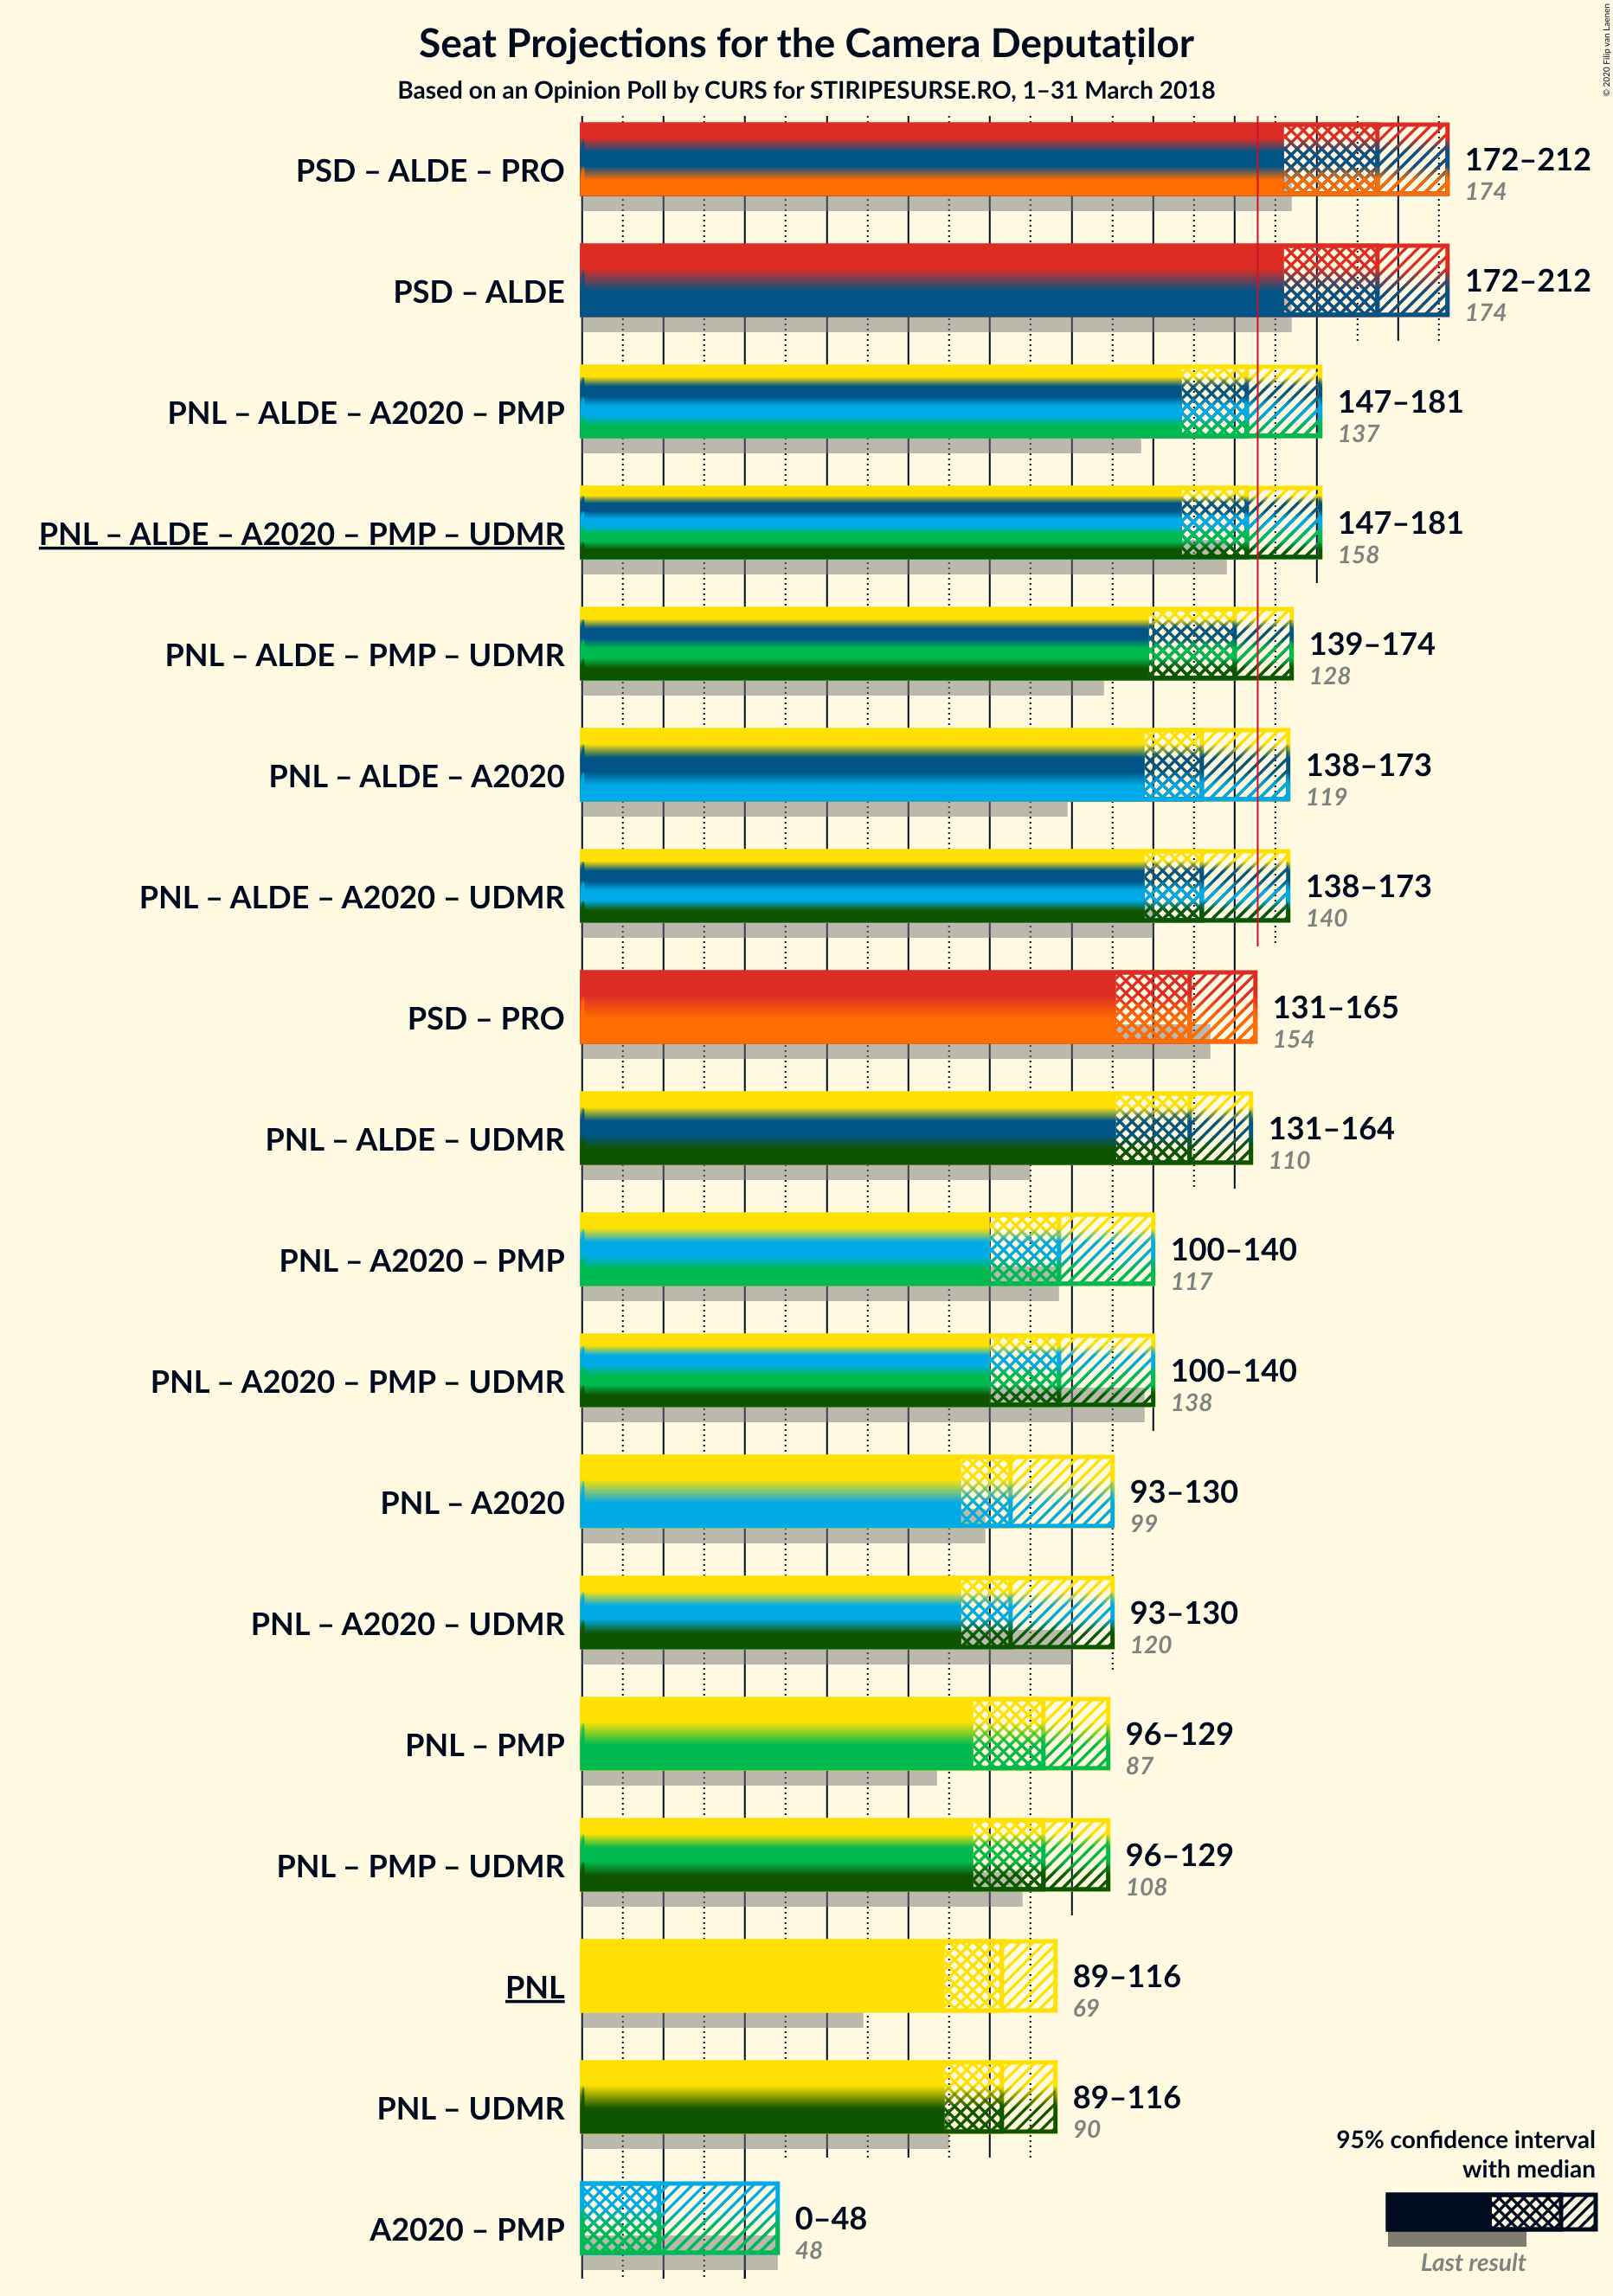 Seat Projections for the Camera Deputaților
Based on an Opinion Poll by CURS for STIRIPESURSE.RO, 1–31 March 2018
© 2020 Filip van Laenen
PSD – ALDE – PRO
172–212
174
PSD – ALDE
172–212
174
PNL – ALDE – A2020 – PMP
147–181
137
PNL – ALDE – A2020 – PMP – UDMR
147–181
158
PNL – ALDE – PMP – UDMR
139–174
128
PNL – ALDE – A2020
138–173
119
PNL – ALDE – A2020 – UDMR
138–173
140
PSD – PRO
131–165
154
PNL – ALDE – UDMR
131–164
110
PNL – A2020 – PMP
100–140
117
PNL – A2020 – PMP – UDMR
100–140
138
PNL – A2020
93–130
99
PNL – A2020 – UDMR
93–130
120
PNL – PMP
96–129
87
PNL – PMP – UDMR
96–129
108
PNL
89–116
69
PNL – UDMR
89–116
90
A2020 – PMP
0–48
48
95% confidence interval
with median
Last result